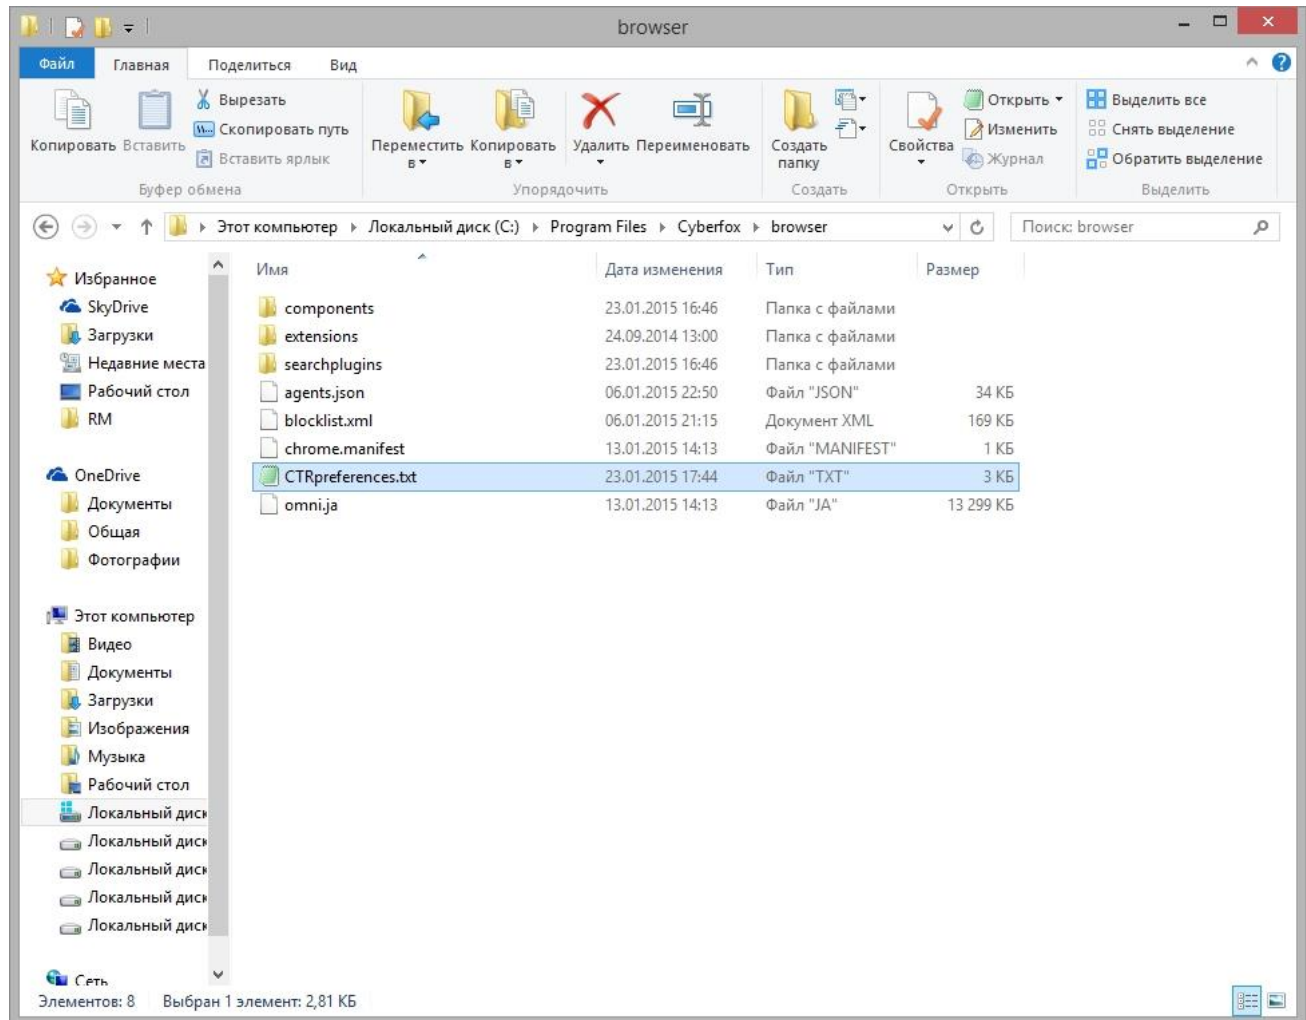 browser
Файл Главная Поделиться Вид
Копировать Вставить Вырезать Скопировать путь Вставить ярлык
Переместить в Копировать в Удалить Переименовать
Создать папку
Свойства Открыть Изменить Журнал
Выделить все Снять выделение Обратить выделение
Буфер обмена Упорядочить Создать Открыть Выделить
Этот компьютер Локальный диск (C:) Program Files Cyberfox browser Поиск: browser
Избранное
SkyDrive
Загрузки
Недавние места
Рабочий стол
RM
OneDrive
Документы
Общая
Фотографии
Этот компьютер
Видео
Документы
Загрузки
Изображения
Музыка
Рабочий стол
Локальный диск
Локальный диск
Локальный диск
Локальный диск
Локальный диск
Сеть
Имя Дата изменения Тип Размер
components 23.01.2015 16:46 Папка с файлами
extensions 24.09.2014 13:00 Папка с файлами
searchplugins 23.01.2015 16:46 Папка с файлами
agents.json 06.01.2015 22:50 Файл "JSON" 34 КБ
blocklist.xml 06.01.2015 21:15 Документ XML 169 КБ
chrome.manifest 13.01.2015 14:13 Файл "MANIFEST" 1 КБ
CTRpreferences.txt 23.01.2015 17:44 Файл "TXT" 3 КБ
omni.ja 13.01.2015 14:13 Файл "JA" 13 299 КБ
Элементов: 8 Выбран 1 элемент: 2,81 КБ